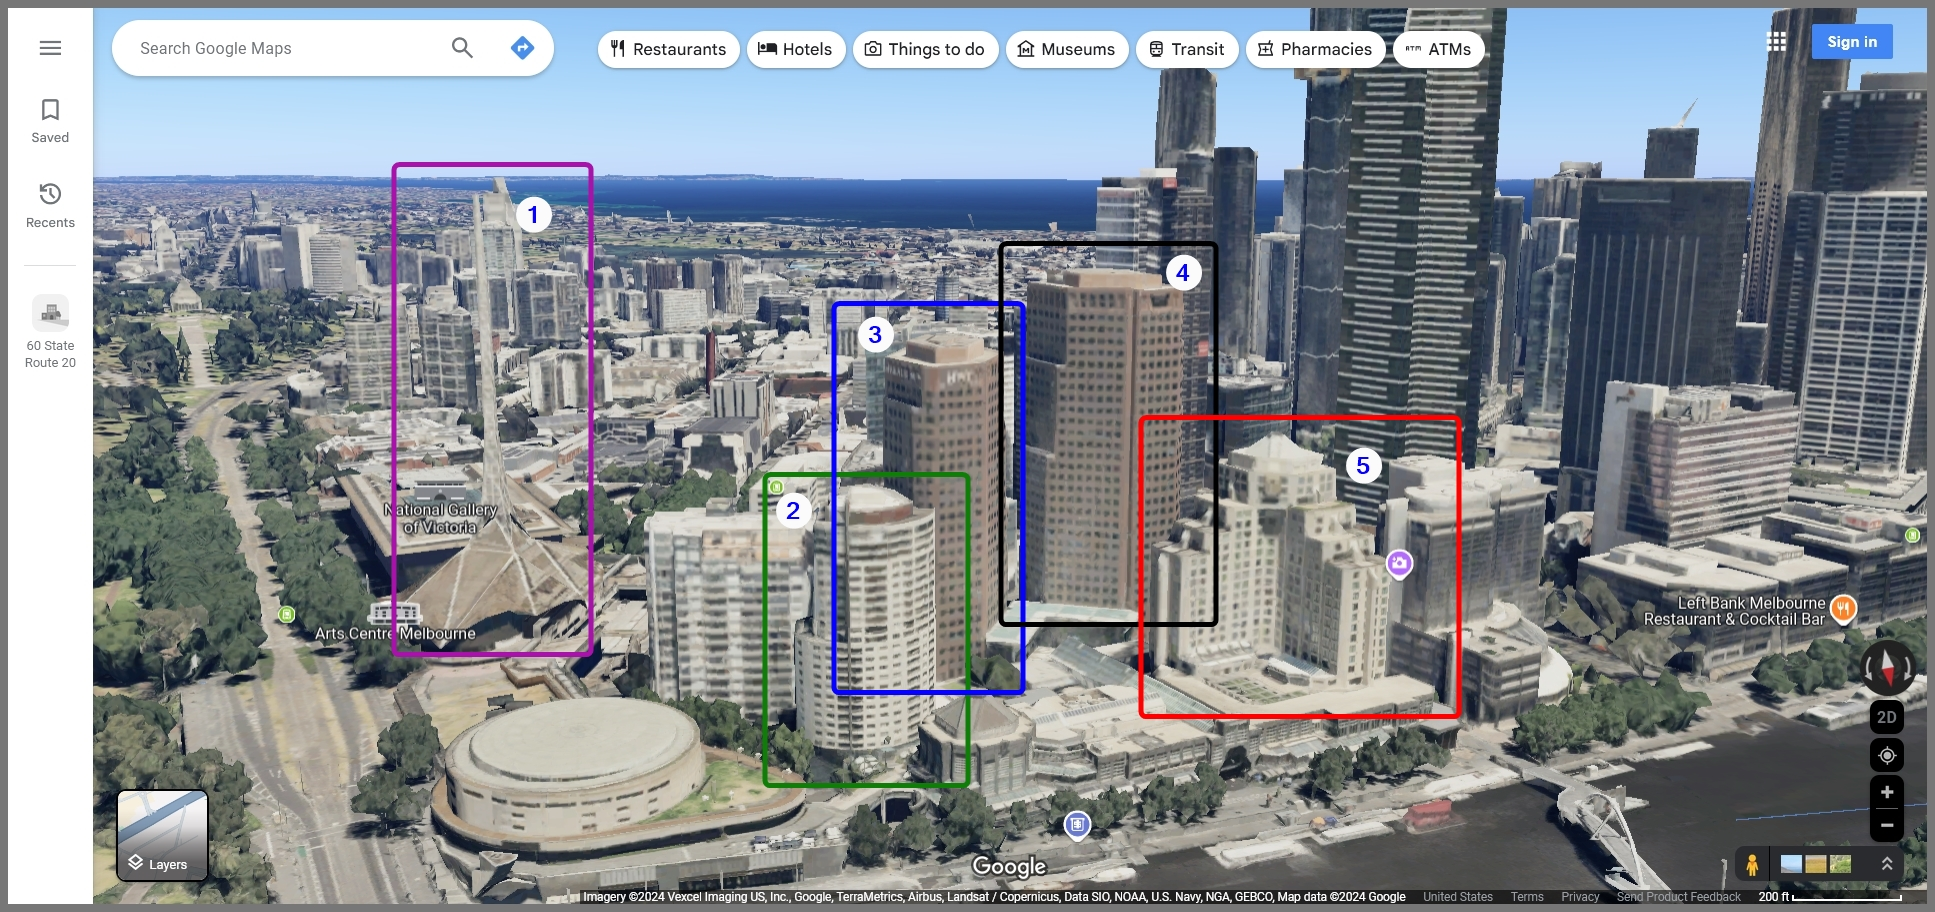 Search Google Maps
Restaurants
Hotels
Things to do
Museums
Transit
Pharmacies
ATM
ATMs
Sign in
Saved
Recents
60 State
Route 20
1
2
3
4
5
National Gallery
of Victoria
Arts Centre Melbourne
Left Bank Melbourne
Restaurant & Cocktail Bar
2D
Layers
Google
Imagery ©2024 Vexcel Imaging US, Inc., Google, TerraMetrics, Airbus, Landsat / Copernicus, Data SIO, NOAA, U.S. Navy, NGA, GEBCO, Map data ©2024 Google United States Terms Privacy Send Product Feedback 200 ft